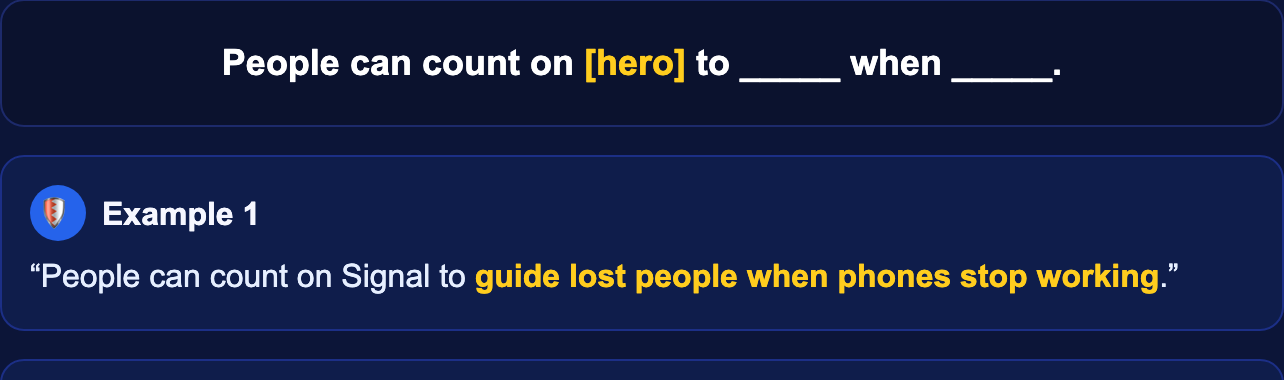 People can count on [hero] to _____ when _____.
Example 1
“People can count on Signal to guide lost people when phones stop working.”